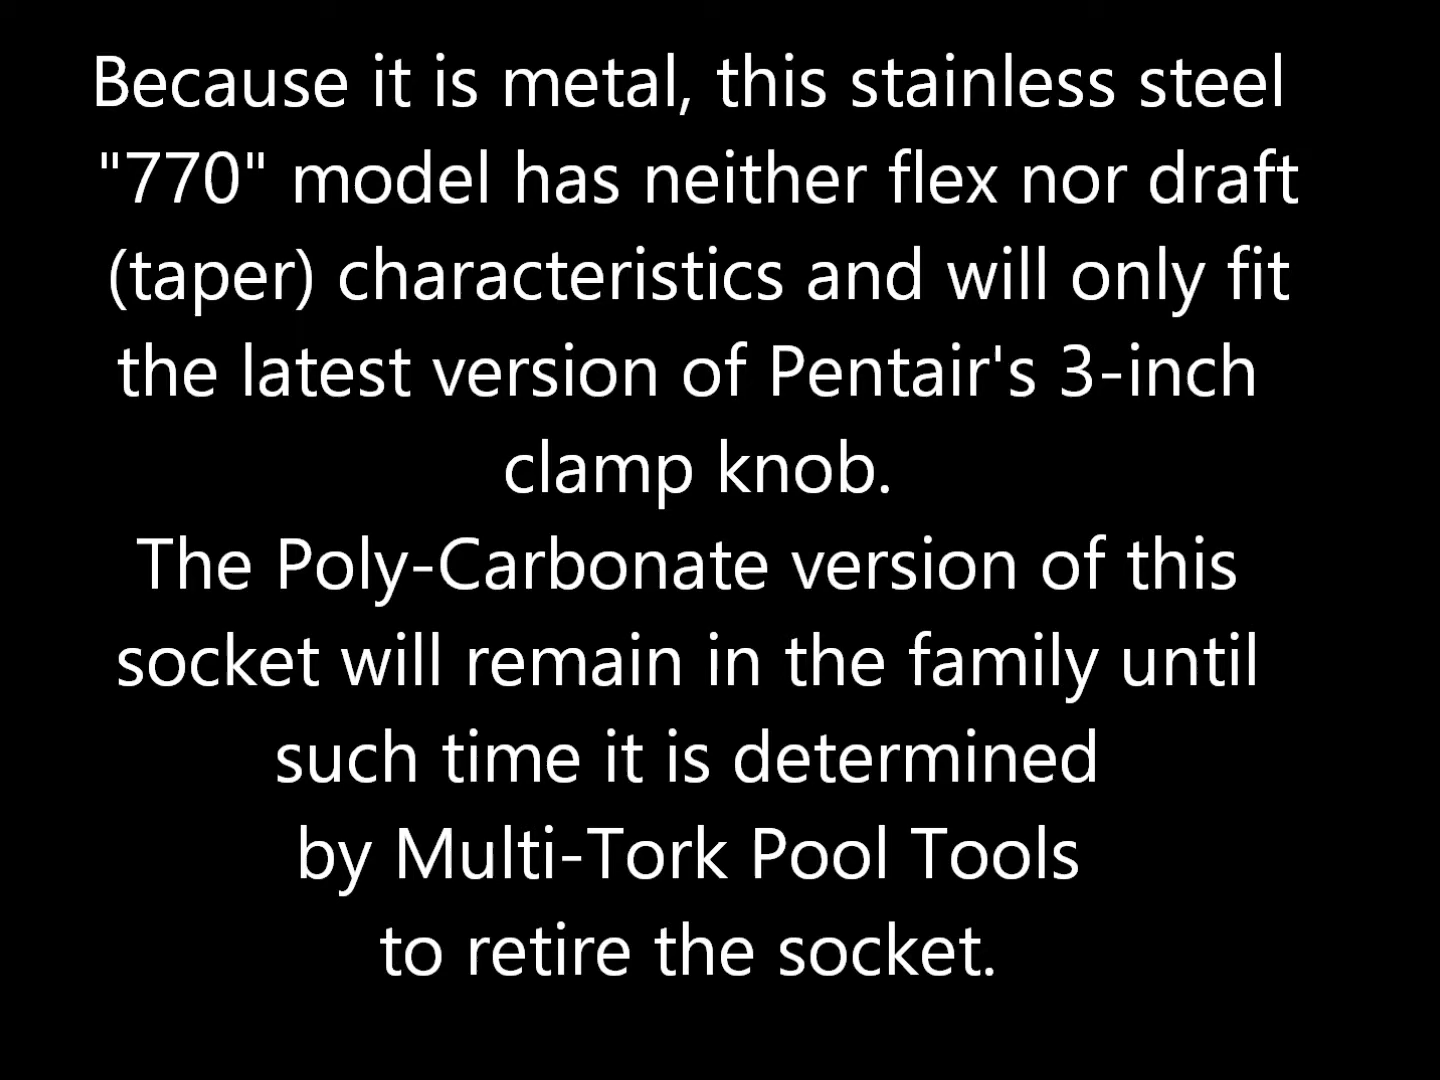 Because it is metal, this stainless steel
"770" model has neither flex nor draft
(taper) characteristics and will only fit
the latest version of Pentair's 3-inch
clamp knob.
The Poly-Carbonate version of this
socket will remain in the family until
such time it is determined
by Multi-Tork Pool Tools
to retire the socket.